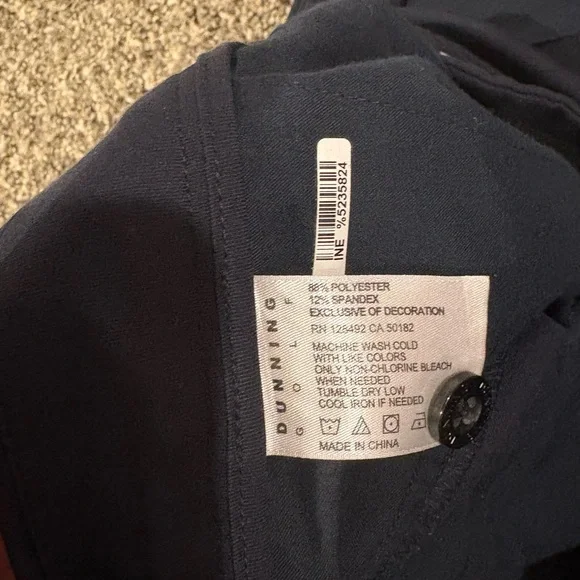 INE %5235824
DUNNING
GOLF
88% POLYESTER
12% SPANDEX
EXCLUSIVE OF DECORATION
RN 128492 CA 50182
MACHINE WASH COLD
WITH LIKE COLORS
ONLY NON-CHLORINE BLEACH
WHEN NEEDED
TUMBLE DRY LOW
COOL IRON IF NEEDED
MADE IN CHINA